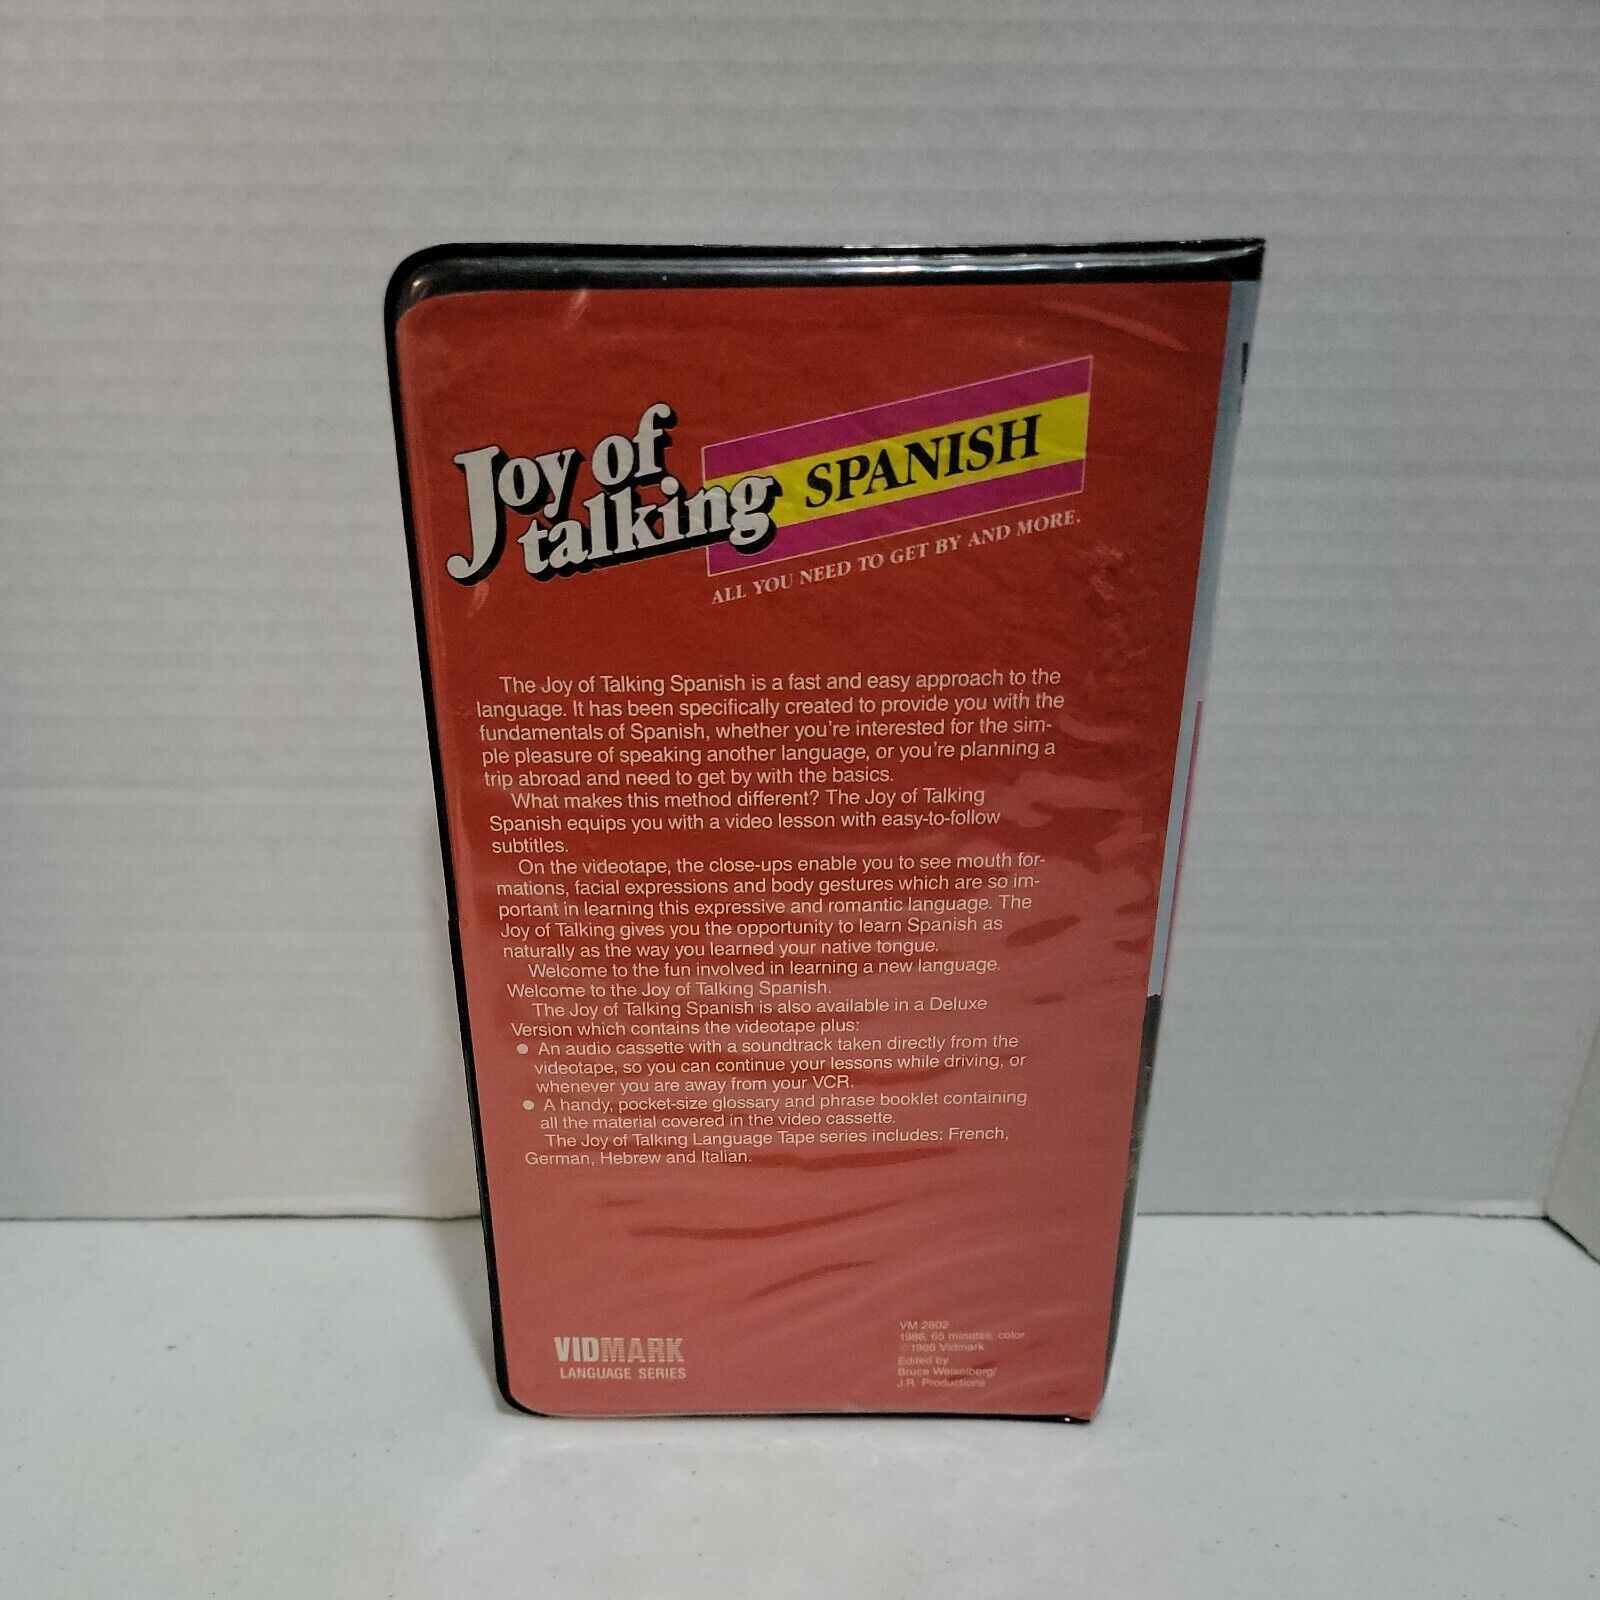 Joy of
talking SPANISH
ALL YOU NEED TO GET BY AND MORE.
The Joy of Talking Spanish is a fast and easy approach to the
language. It has been specifically created to provide you with the
fundamentals of Spanish, whether you're interested for the sim-
ple pleasure of speaking another language, or you're planning a
trip abroad and need to get by with the basics.
What makes this method different? The Joy of Talking
Spanish equips you with a video lesson with easy-to-follow
subtitles.
On the videotape, the close-ups enable you to see mouth for-
mations, facial expressions and body gestures which are so im-
portant in learning this expressive and romantic language. The
Joy of Talking gives you the opportunity to learn Spanish as
naturally as the way you learned your native tongue.
Welcome to the fun involved in learning a new language.
Welcome to the Joy of Talking Spanish.
The Joy of Talking Spanish is also available in a Deluxe
Version which contains the videotape plus:
● An audio cassette with a soundtrack taken directly from the
videotape, so you can continue your lessons while driving, or
whenever you are away from your VCR.
● A handy, pocket-size glossary and phrase booklet containing
all the material covered in the video cassette.
The Joy of Talking Language Tape series includes: French,
German, Hebrew and Italian.
VIDMARK
LANGUAGE SERIES
VM 2802
1986, 65 minutes, color
©1986 Vidmark
Edited by
Bruce Weiselberg/
J.R. Productions